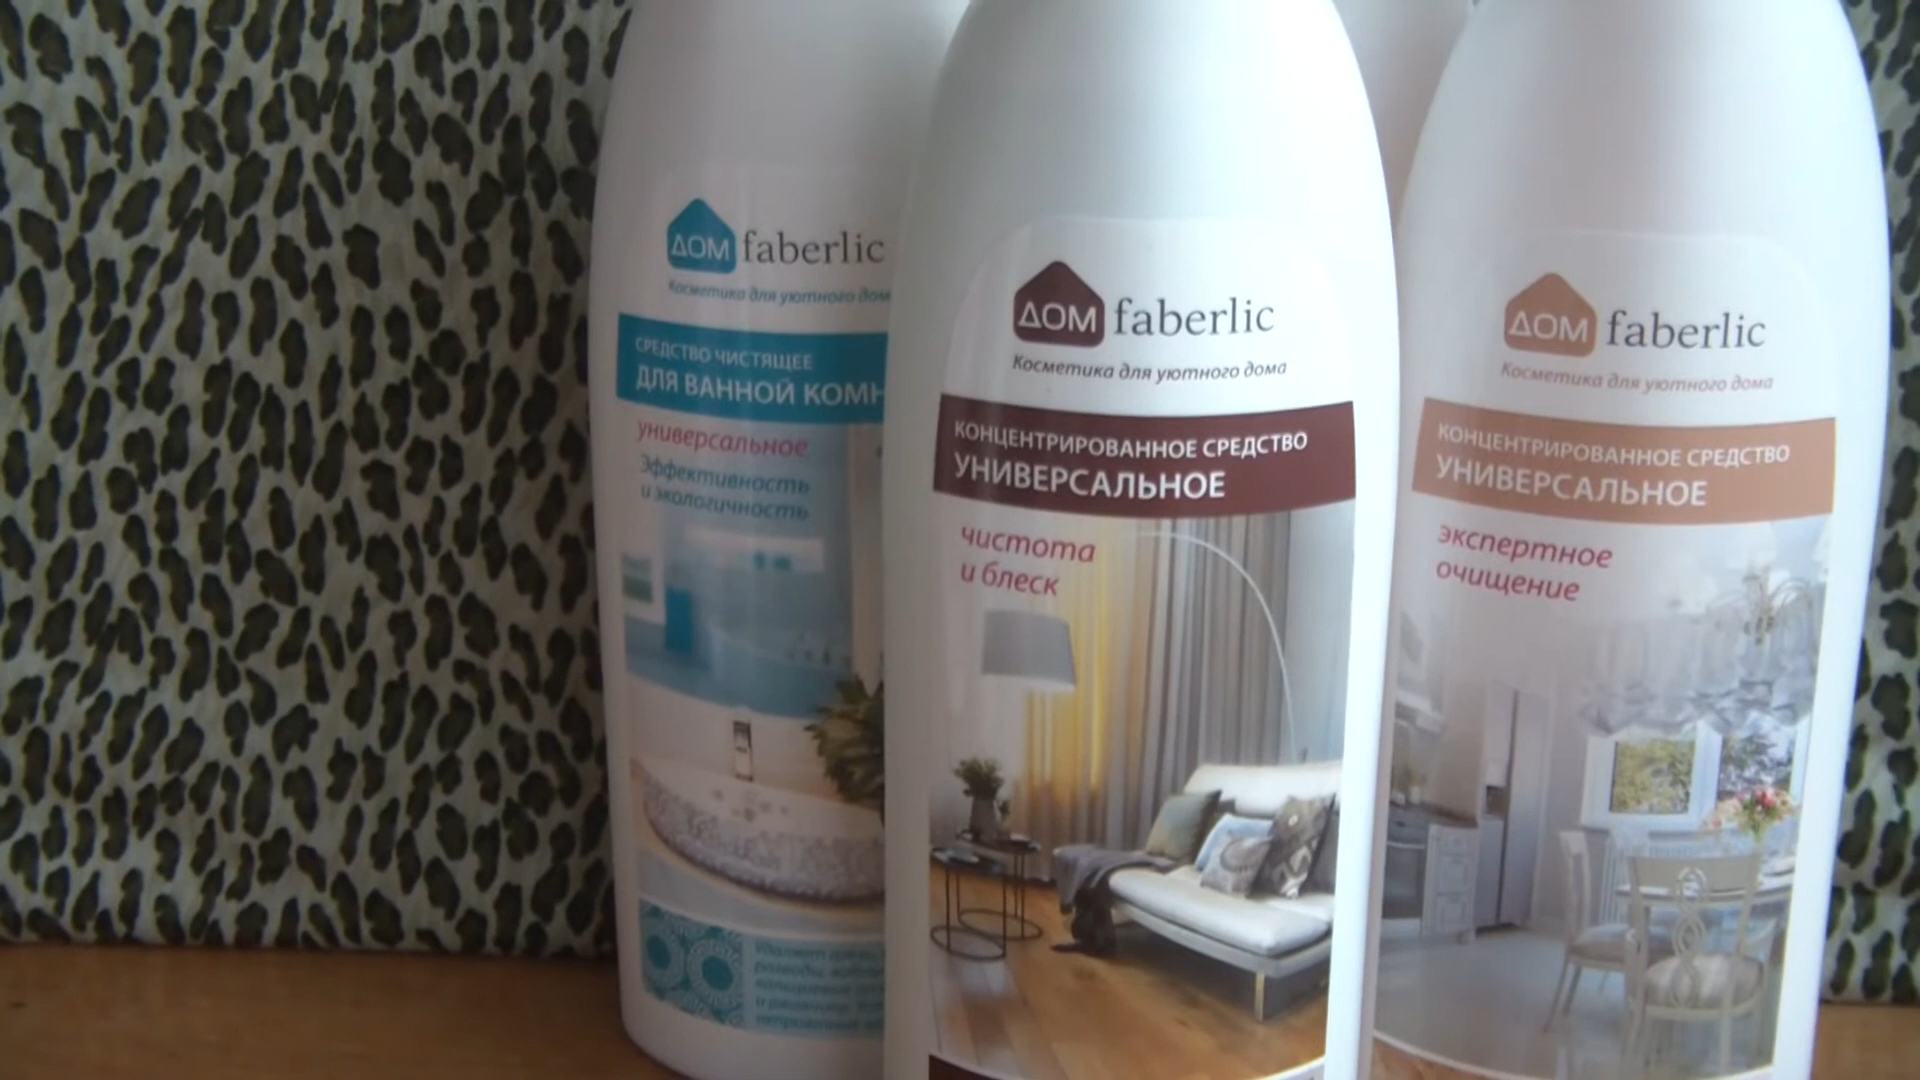 ДОМ faberlic
Косметика для уютного дома
СРЕДСТВО ЧИСТЯЩЕЕ
ДЛЯ ВАННОЙ КОМН
универсальное
Эффективность
и экологичность
ДОМ faberlic
Косметика для уютного дома
КОНЦЕНТРИРОВАННОЕ СРЕДСТВО
УНИВЕРСАЛЬНОЕ
чистота
и блеск
ДОМ faberlic
Косметика для уютного дома
КОНЦЕНТРИРОВАННОЕ СРЕДСТВО
УНИВЕРСАЛЬНОЕ
экспертное
очищение